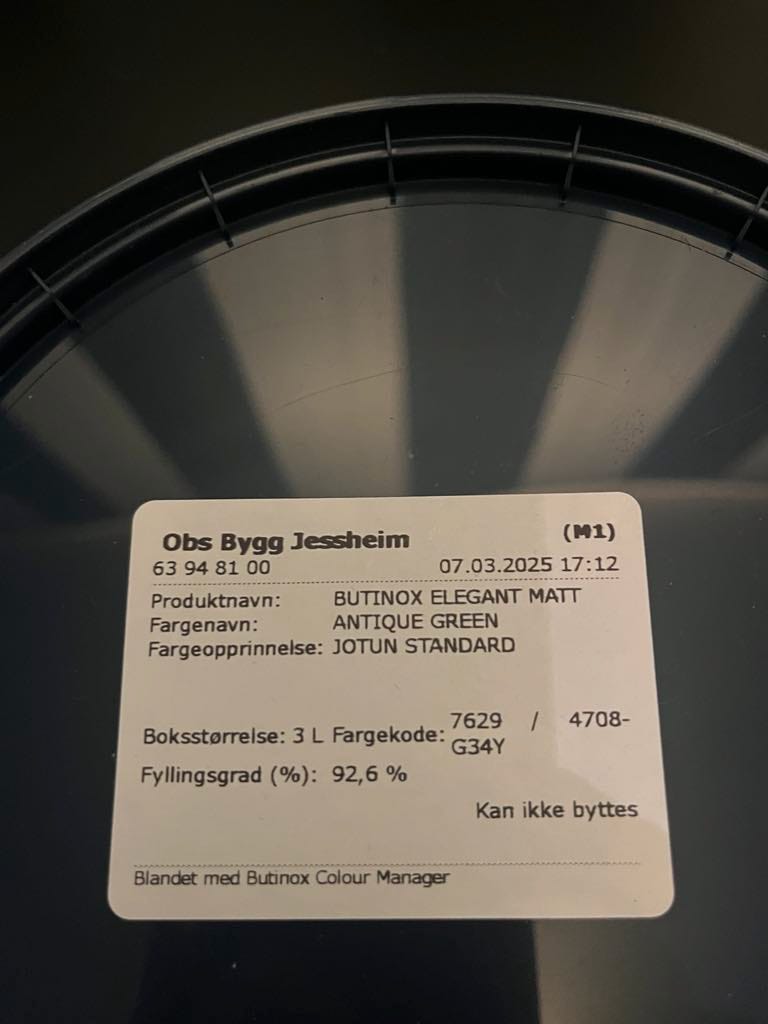 Obs Bygg Jessheim (M1)
63 94 81 00 07.03.2025 17:12
Produktnavn: BUTINOX ELEGANT MATT
Fargenavn: ANTIQUE GREEN
Fargeopprinnelse: JOTUN STANDARD
Boksstørrelse: 3 L Fargekode: 7629 / 4708-
G34Y
Fyllingsgrad (%): 92,6 %
Kan ikke byttes
Blandet med Butinox Colour Manager